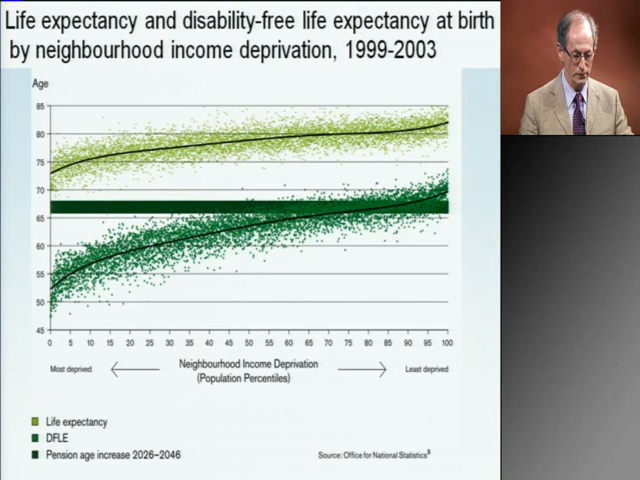 Life expectancy and disability-free life expectancy at birth
by neighbourhood income deprivation, 1999-2003
Age
85
80
75
70
65
60
55
50
45
0 5 10 15 20 25 30 35 40 45 50 55 60 65 70 75 80 85 90 95 100
Most deprived Neighbourhood Income Deprivation Least deprived
(Population Percentiles)
Life expectancy
DFLE
Pension age increase 2026–2046 Source: Office for National Statistics⁵